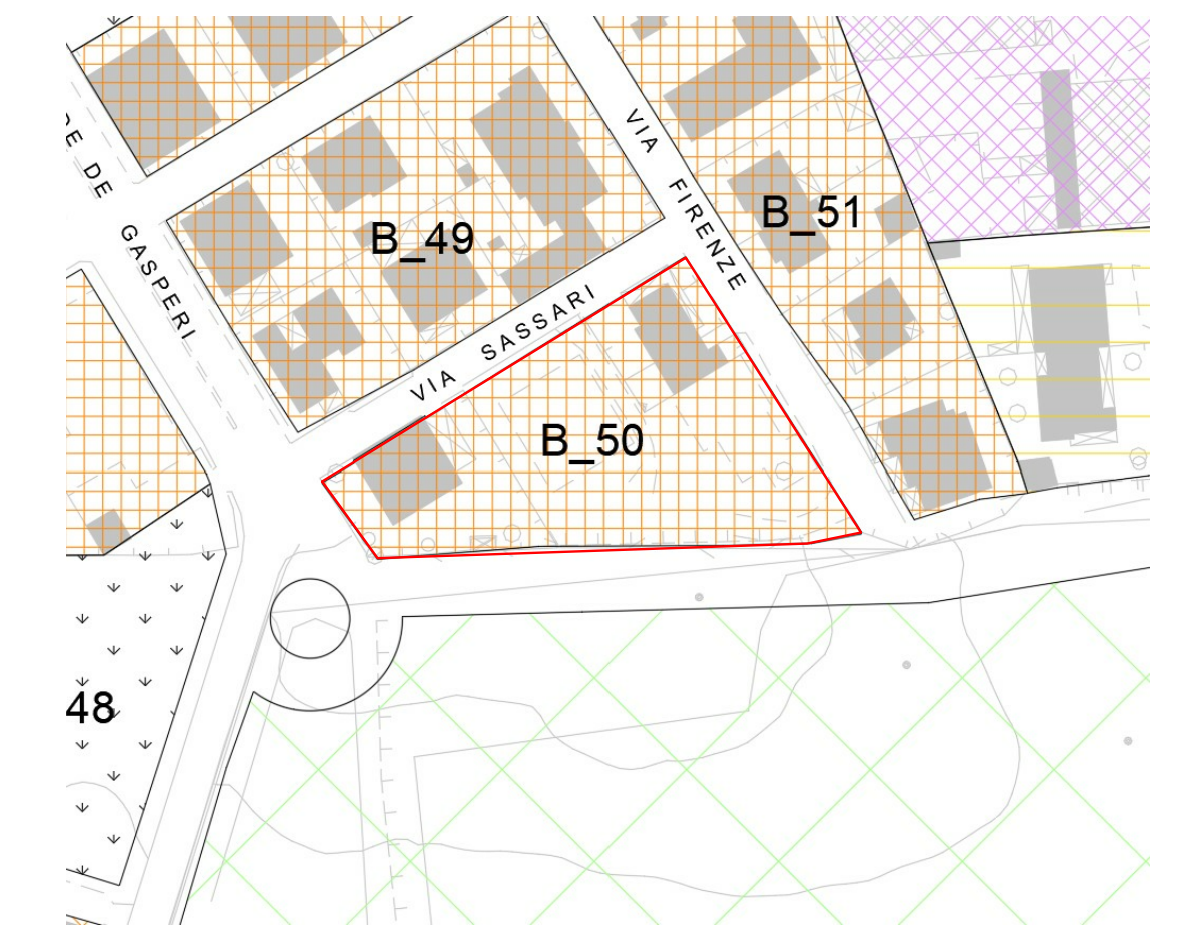 DE GASPERI
VIA FIRENZE
B_51
B_49
VIA SASSARI
B_50
48